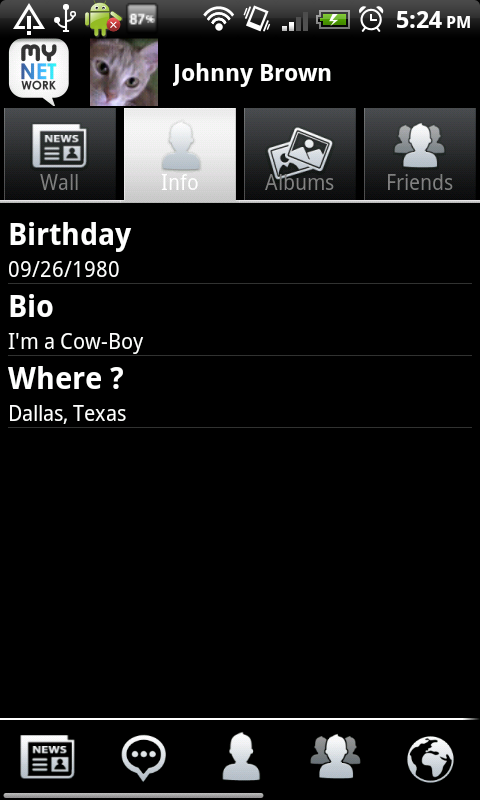 87%
5:24 PM
MY
NET
WORK
Johnny Brown
NEWS
Wall
Info
Albums
Friends
Birthday
09/26/1980
Bio
I'm a Cow-Boy
Where ?
Dallas, Texas
NEWS